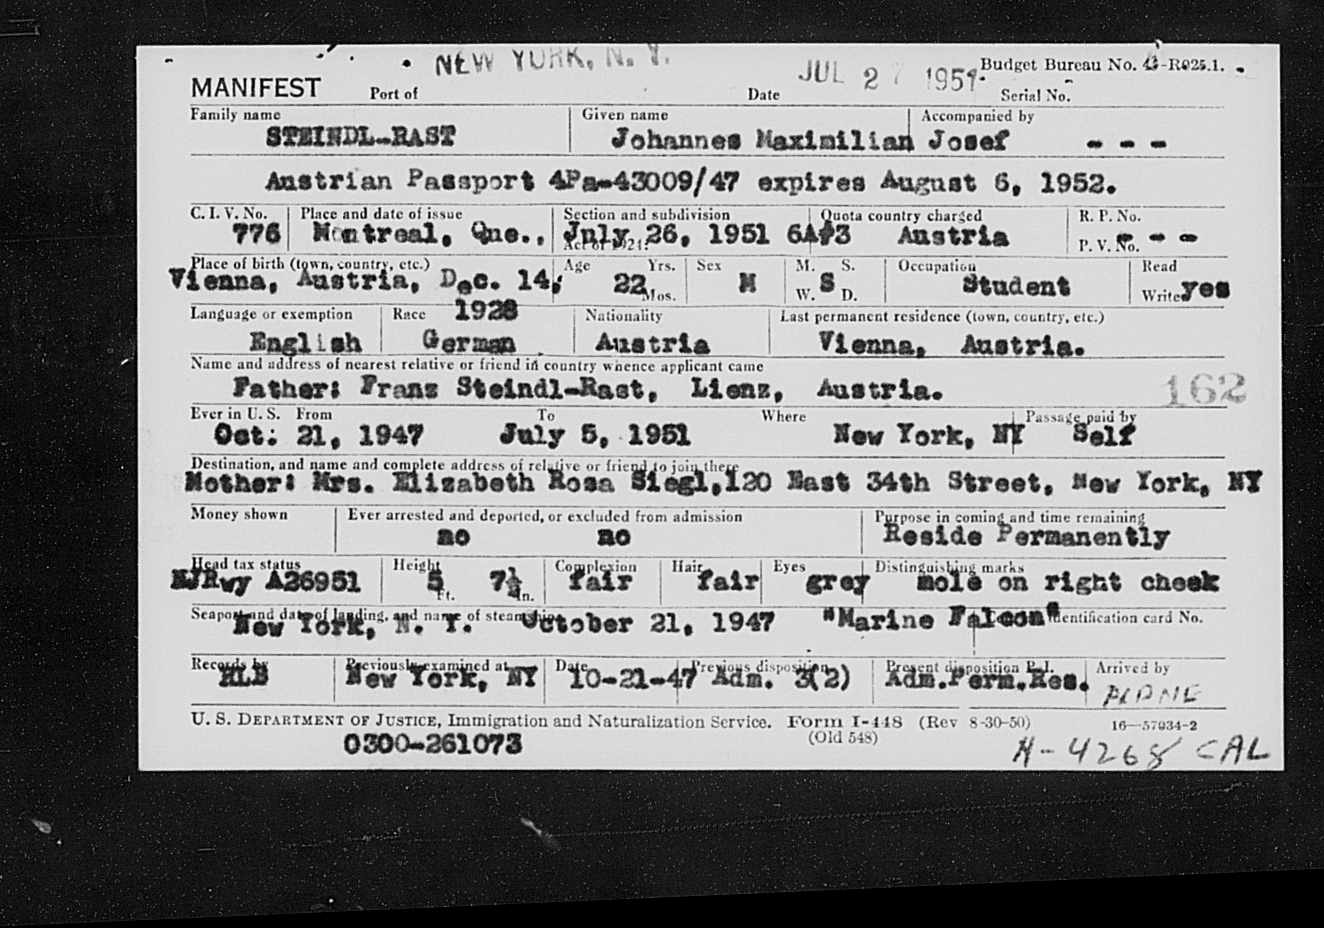 NEW YORK, N. Y.
JUL 27 1951
Budget Bureau No. 43-R025.1.
MANIFEST Port of Date Serial No.
Family name Given name Accompanied by
STEINDL-RAST Johannes Maximilian Josef - - -
Austrian Passport 4Pa-43009/47 expires August 6, 1952.
C. I. V. No. Place and date of issue Section and subdivision Quota country charged R. P. No.
776 Montreal, Que., July 26, 1951 6A#3 Austria - - -
Act of 1924. P. V. No.
Place of birth (town, country, etc.) Age Yrs. Sex M. S. Occupation Read
Vienna, Austria, Dec. 14, 22 M S Student yes
Mos. W. D. Write
1928
Language or exemption Race Nationality Last permanent residence (town, country, etc.)
English German Austria Vienna, Austria.
Name and address of nearest relative or friend in country whence applicant came
Father: Franz Steindl-Rast, Lienz, Austria. 162
Ever in U. S. From To Where Passage paid by
Oct. 21, 1947 July 5, 1951 New York, NY Self
Destination, and name and complete address of relative or friend to join there
Mother: Mrs. Elizabeth Rosa Siegl, 120 East 34th Street, New York, NY
Money shown Ever arrested and deported, or excluded from admission Purpose in coming and time remaining
no no Reside Permanently
Head tax status Height Complexion Hair Eyes Distinguishing marks
NJRwy A26951 5 7½ fair fair grey mole on right cheek
Ft. In.
Seaport and date of landing, and name of steamship Identification card No.
New York, N. Y. October 21, 1947 "Marine Falcon"
Records by Previously examined at Date Previous disposition Present disposition P.I. Arrived by
HLB New York, NY 10-21-47 Adm. 3(2) Adm.Perm.Res. PLANE
U. S. DEPARTMENT OF JUSTICE, Immigration and Naturalization Service. FORM I-448 (Rev 8-30-50) 16—57034-2
(Old 548)
0300-261073
H-4268 CAL